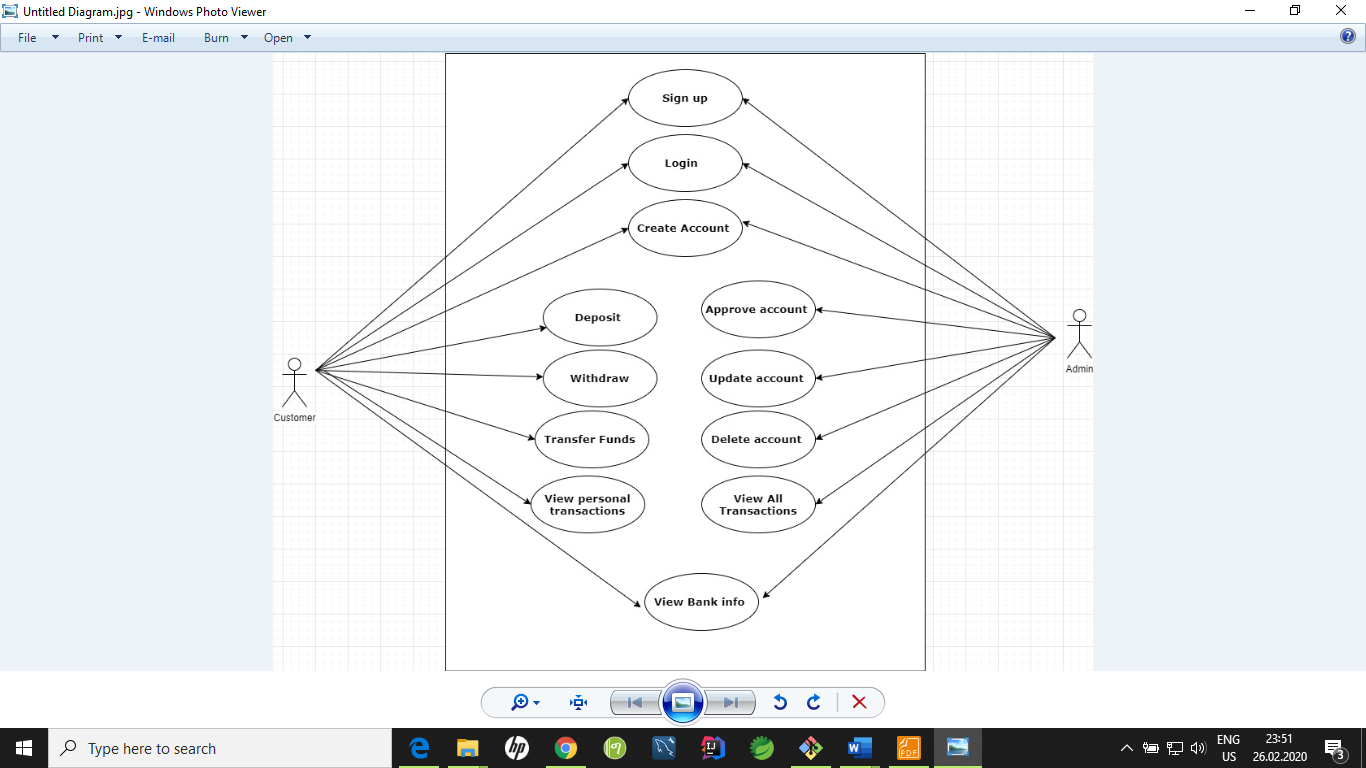 Untitled Diagram.jpg - Windows Photo Viewer
File Print E-mail Burn Open
Sign up
Login
Create Account
Deposit
Approve account
Withdraw
Update account
Transfer Funds
Delete account
View personal
transactions
View All
Transactions
View Bank info
Customer
Admin
Type here to search
hp
PDF
ENG
US
23:51
26.02.2020
3